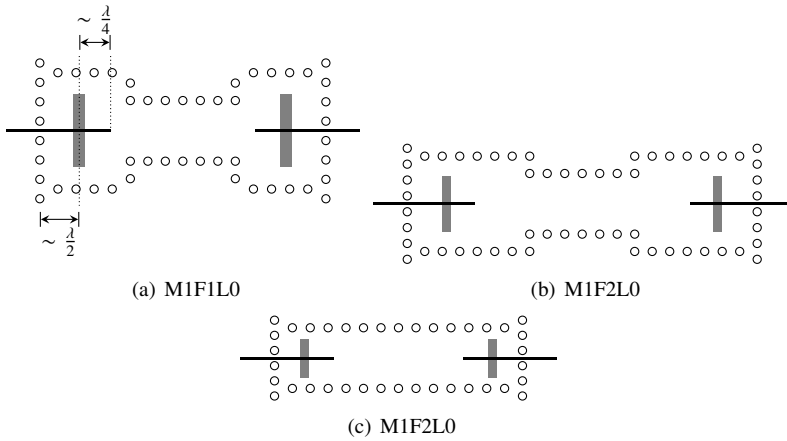 ∼ λ/4
∼ λ/2
(a) M1F1L0
(b) M1F2L0
(c) M1F2L0